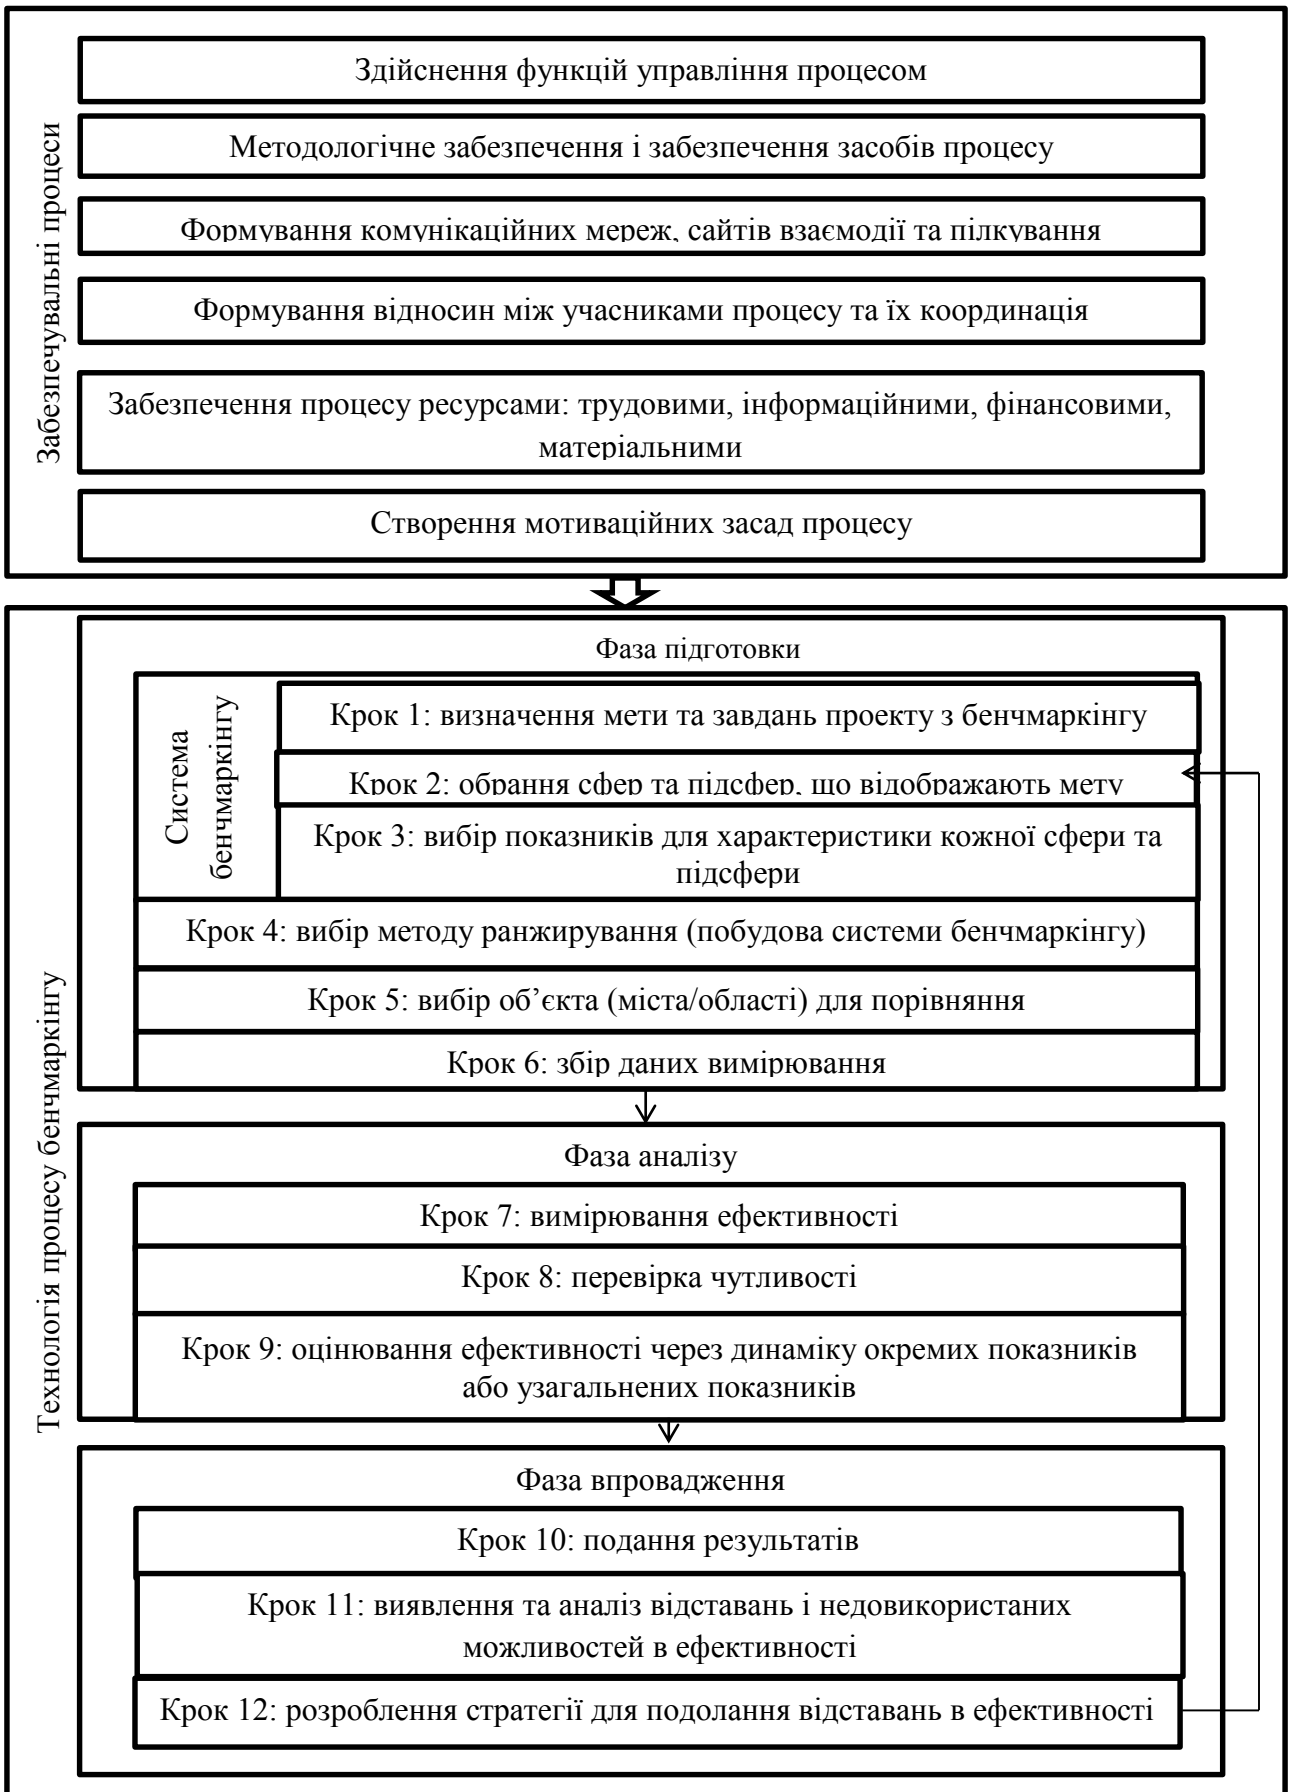 Забезпечувальні процеси
Здійснення функцій управління процесом
Методологічне забезпечення і забезпечення засобів процесу
Формування комунікаційних мереж, сайтів взаємодії та пілкування
Формування відносин між учасниками процесу та їх координація
Забезпечення процесу ресурсами: трудовими, інформаційними, фінансовими,
матеріальними
Створення мотиваційних засад процесу
Технологія процесу бенчмаркінгу
Фаза підготовки
Система
бенчмаркінгу
Крок 1: визначення мети та завдань проекту з бенчмаркінгу
Крок 2: обрання сфер та підсфер, що відображають мету
Крок 3: вибір показників для характеристики кожної сфери та
підсфери
Крок 4: вибір методу ранжирування (побудова системи бенчмаркінгу)
Крок 5: вибір об’єкта (міста/області) для порівняння
Крок 6: збір даних вимірювання
Фаза аналізу
Крок 7: вимірювання ефективності
Крок 8: перевірка чутливості
Крок 9: оцінювання ефективності через динаміку окремих показників
або узагальнених показників
Фаза впровадження
Крок 10: подання результатів
Крок 11: виявлення та аналіз відставань і недовикористаних
можливостей в ефективності
Крок 12: розроблення стратегії для подолання відставань в ефективності